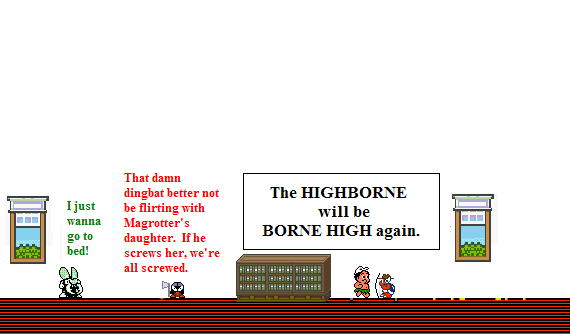 I just
wanna
go to
bed!
That damn
dingbat better not
be flirting with
Magrotter's
daughter.  If he
screws her, we're
all screwed.
The HIGHBORNE
will be
BORNE HIGH again.